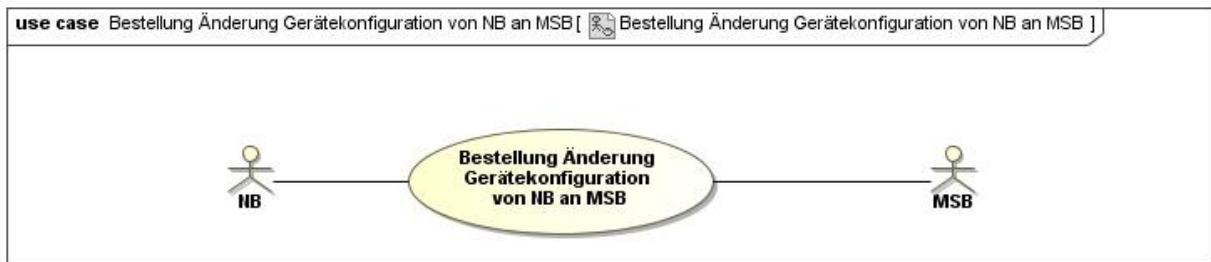 use case Bestellung Änderung Gerätekonfiguration von NB an MSB [ Bestellung Änderung Gerätekonfiguration von NB an MSB ]
Bestellung Änderung
Gerätekonfiguration
von NB an MSB
NB
MSB